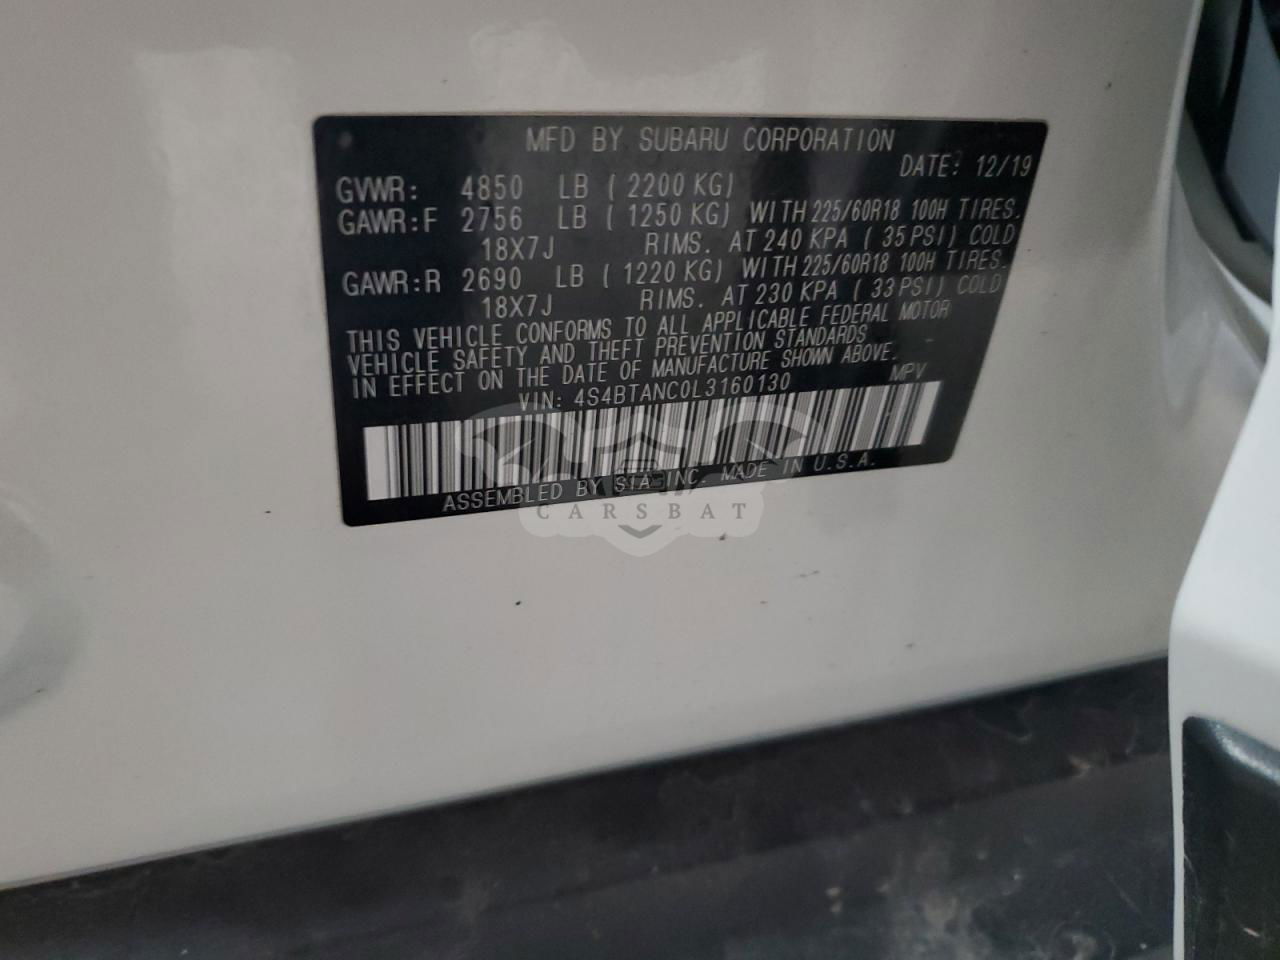 MFD BY SUBARU CORPORATION
DATE: 12/19
GVWR: 4850 LB ( 2200 KG)
GAWR:F 2756 LB ( 1250 KG) WITH 225/60R18 100H TIRES.
18X7J RIMS. AT 240 KPA ( 35 PSI) COLD
GAWR:R 2690 LB ( 1220 KG) WITH 225/60R18 100H TIRES.
18X7J RIMS. AT 230 KPA ( 33 PSI) COLD
THIS VEHICLE CONFORMS TO ALL APPLICABLE FEDERAL MOTOR
VEHICLE SAFETY AND THEFT PREVENTION STANDARDS
IN EFFECT ON THE DATE OF MANUFACTURE SHOWN ABOVE.
VIN: 4S4BTANC0L3160130 MPV
ASSEMBLED BY SIA INC. MADE IN U.S.A.
CARSBAT